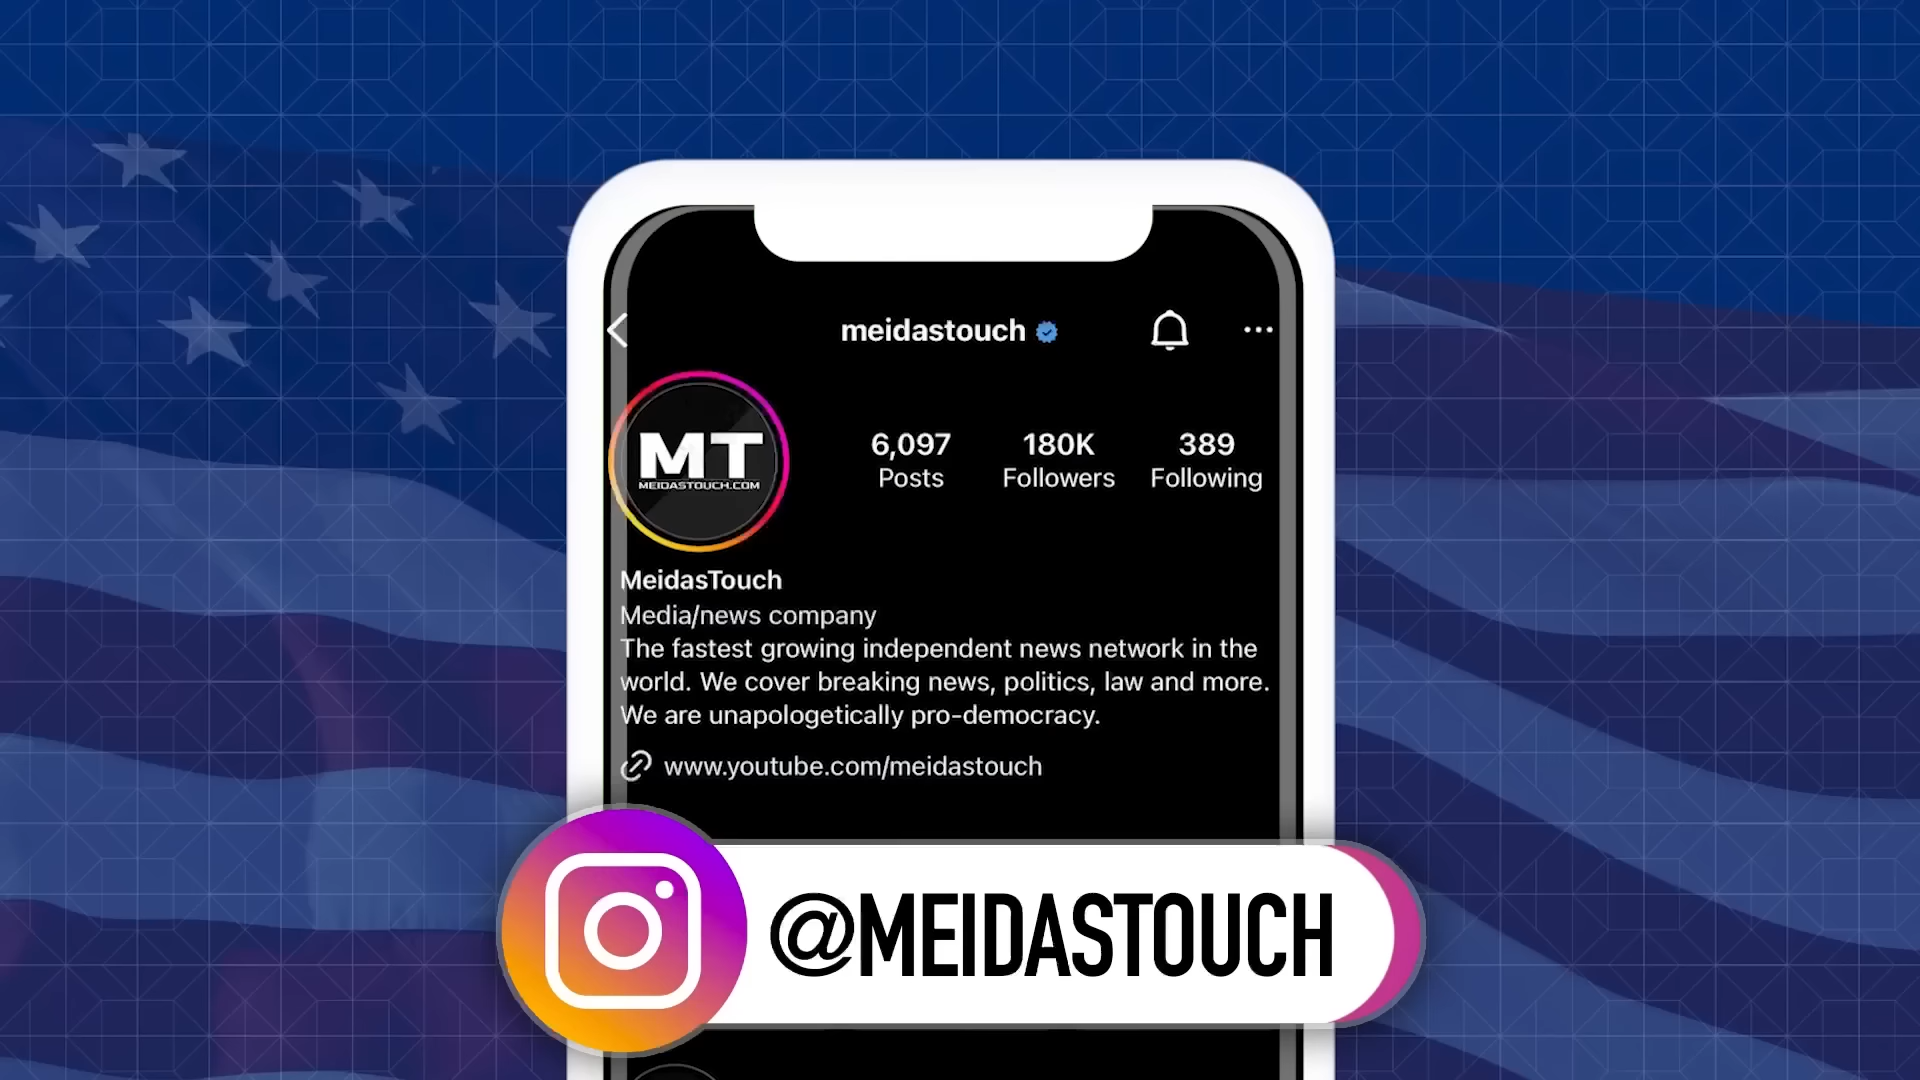 meidastouch
MT
MEIDASTOUCH.COM
6,097 180K 389
Posts Followers Following
MeidasTouch
Media/news company
The fastest growing independent news network in the
world. We cover breaking news, politics, law and more.
We are unapologetically pro-democracy.
www.youtube.com/meidastouch
@MEIDASTOUCH